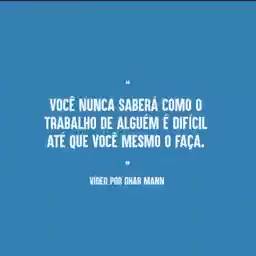 "
VOCÊ NUNCA SABERÁ COMO O
TRABALHO DE ALGUÉM É DIFÍCIL
ATÉ QUE VOCÊ MESMO O FAÇA.
"
VIDEO POR DHAR MANN